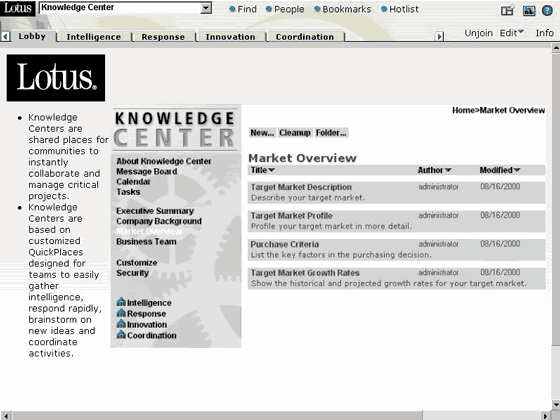 Lotus Knowledge Center Find People Bookmarks Hotlist
Lobby Intelligence Response Innovation Coordination Unjoin Edit Info
Lotus®
Knowledge
Centers are
shared places for
communities to
instantly
collaborate and
manage critical
projects.
Knowledge
Centers are
based on
customized
QuickPlaces
designed for
teams to easily
gather
intelligence,
respond rapidly,
brainstorm on
new ideas and
coordinate
activities.
KNOWLEDGE
CENTER
About Knowledge Center
Message Board
Calendar
Tasks
Executive Summary
Company Background
Market Overview
Business Team
Customize
Security
Intelligence
Response
Innovation
Coordination
Home>Market Overview
New... Cleanup Folder...
Market Overview
Title Author Modified
Target Market Description administrator 08/16/2000
Describe your target market.
Target Market Profile administrator 08/16/2000
Profile your target market in more detail.
Purchase Criteria administrator 08/16/2000
List the key factors in the purchasing decision.
Target Market Growth Rates administrator 08/16/2000
Show the historical and projected growth rates for your target market.